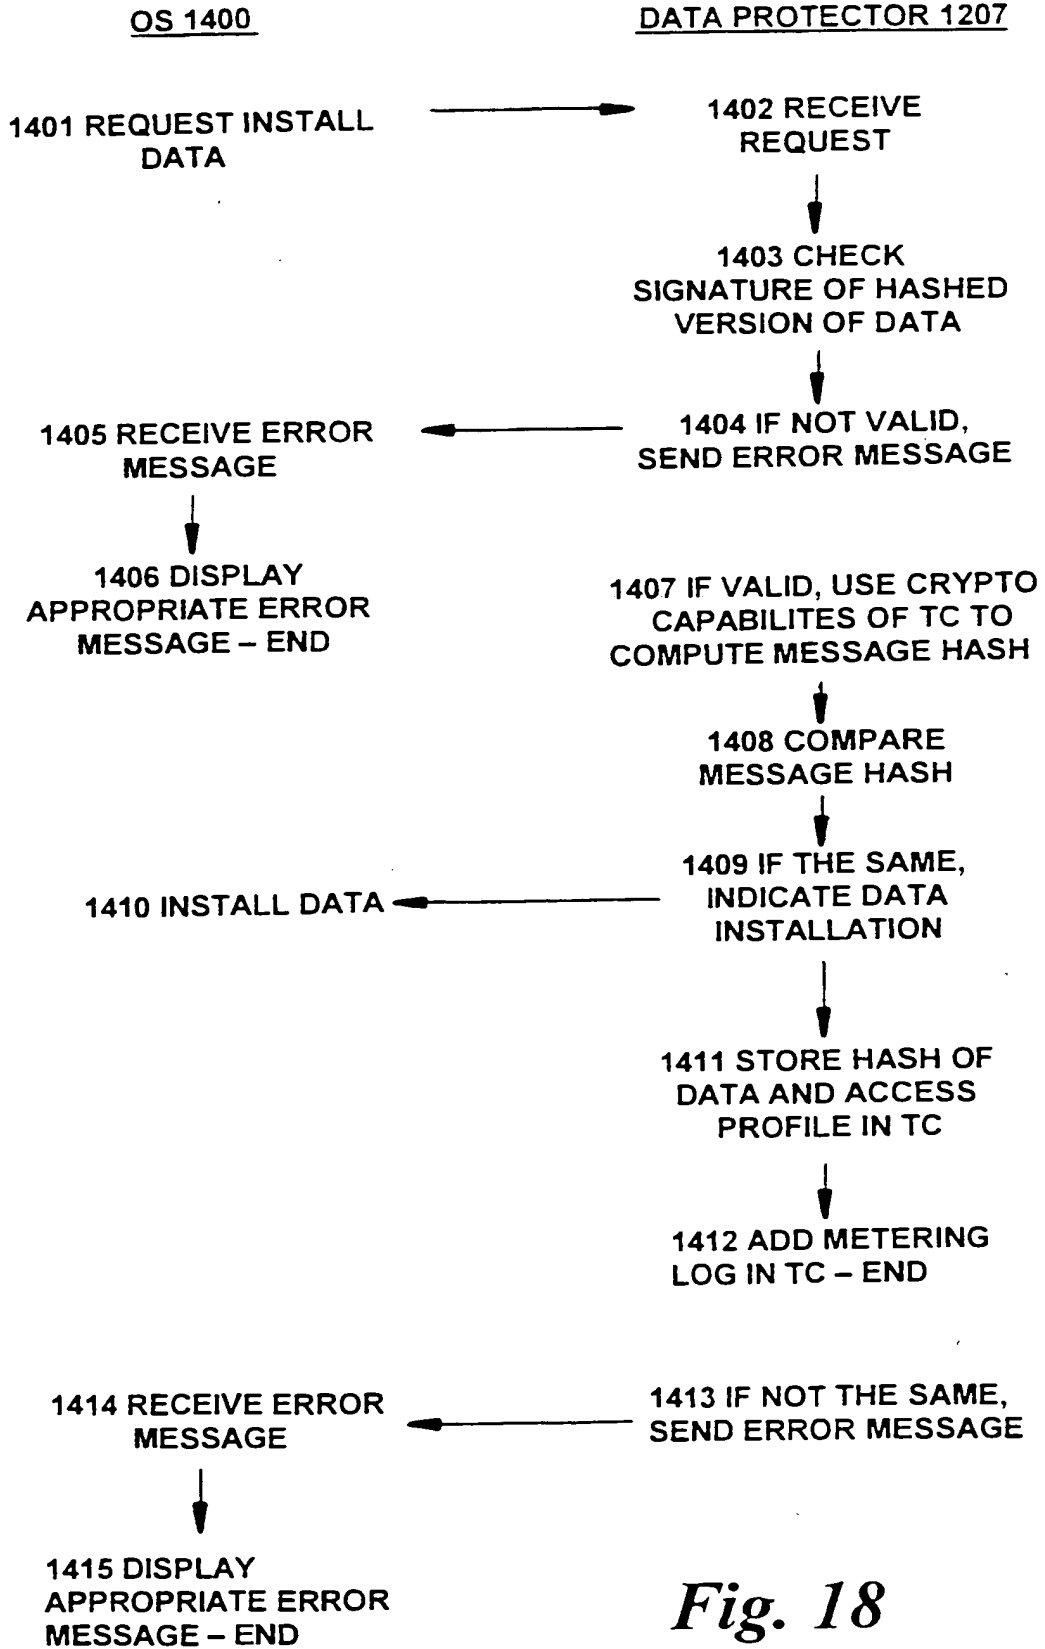 OS 1400
DATA PROTECTOR 1207
1401 REQUEST INSTALL
DATA
1402 RECEIVE
REQUEST
1403 CHECK
SIGNATURE OF HASHED
VERSION OF DATA
1404 IF NOT VALID,
SEND ERROR MESSAGE
1405 RECEIVE ERROR
MESSAGE
1406 DISPLAY
APPROPRIATE ERROR
MESSAGE – END
1407 IF VALID, USE CRYPTO
CAPABILITES OF TC TO
COMPUTE MESSAGE HASH
1408 COMPARE
MESSAGE HASH
1409 IF THE SAME,
INDICATE DATA
INSTALLATION
1410 INSTALL DATA
1411 STORE HASH OF
DATA AND ACCESS
PROFILE IN TC
1412 ADD METERING
LOG IN TC – END
1413 IF NOT THE SAME,
SEND ERROR MESSAGE
1414 RECEIVE ERROR
MESSAGE
1415 DISPLAY
APPROPRIATE ERROR
MESSAGE – END
Fig. 18